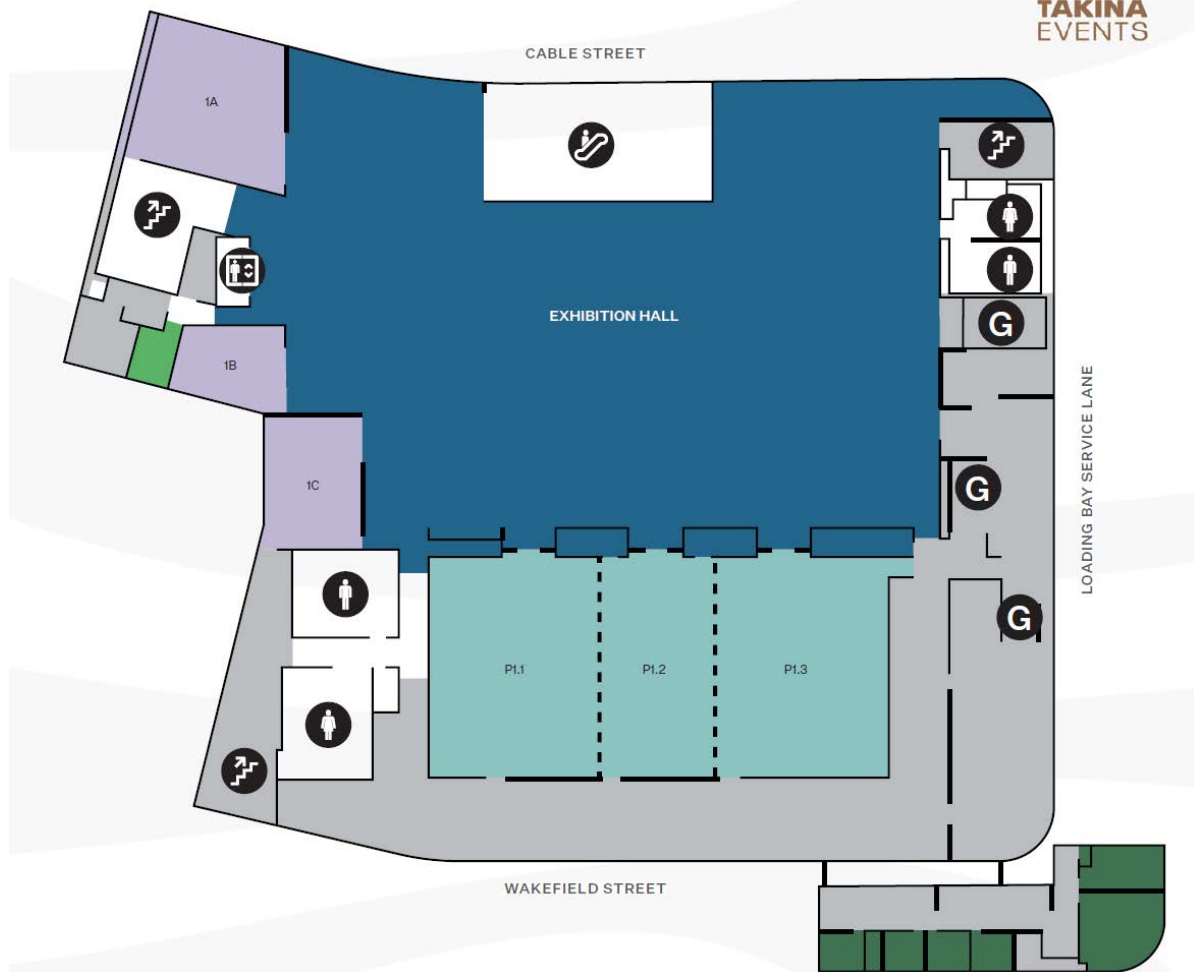 TAKINA
EVENTS
CABLE STREET
1A
EXHIBITION HALL
G
1B
LOADING BAY SERVICE LANE
1C
G
G
P1.1
P1.2
P1.3
WAKEFIELD STREET